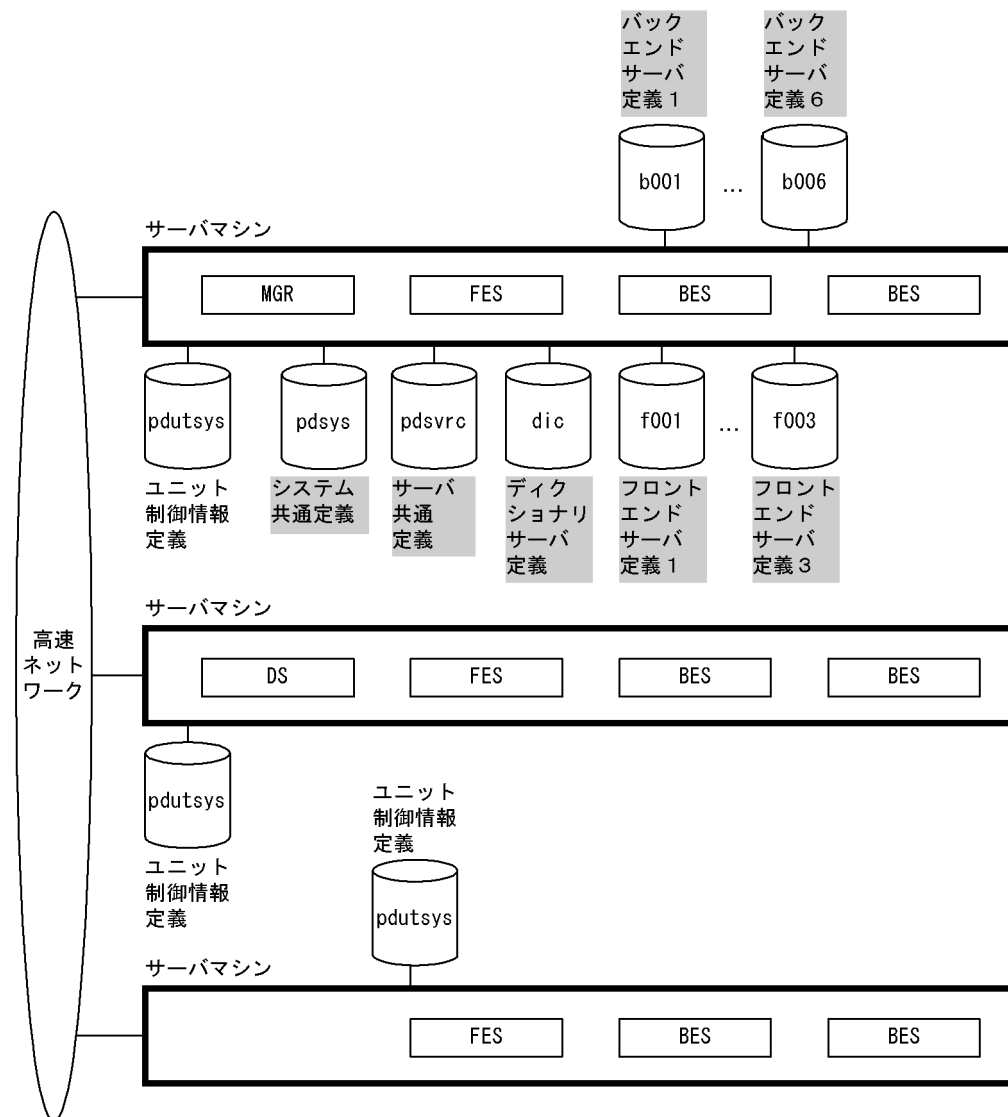 バック
エンド
サーバ
定義１
バック
エンド
サーバ
定義６
b001
...
b006
サーバマシン
MGR
FES
BES
BES
pdutsys
pdsys
pdsvrc
dic
f001
...
f003
ユニット
制御情報
定義
システム
共通定義
サーバ
共通
定義
ディク
ショナリ
サーバ
定義
フロント
エンド
サーバ
定義１
フロント
エンド
サーバ
定義３
高速
ネット
ワーク
サーバマシン
DS
FES
BES
BES
pdutsys
ユニット
制御情報
定義
ユニット
制御情報
定義
pdutsys
サーバマシン
FES
BES
BES